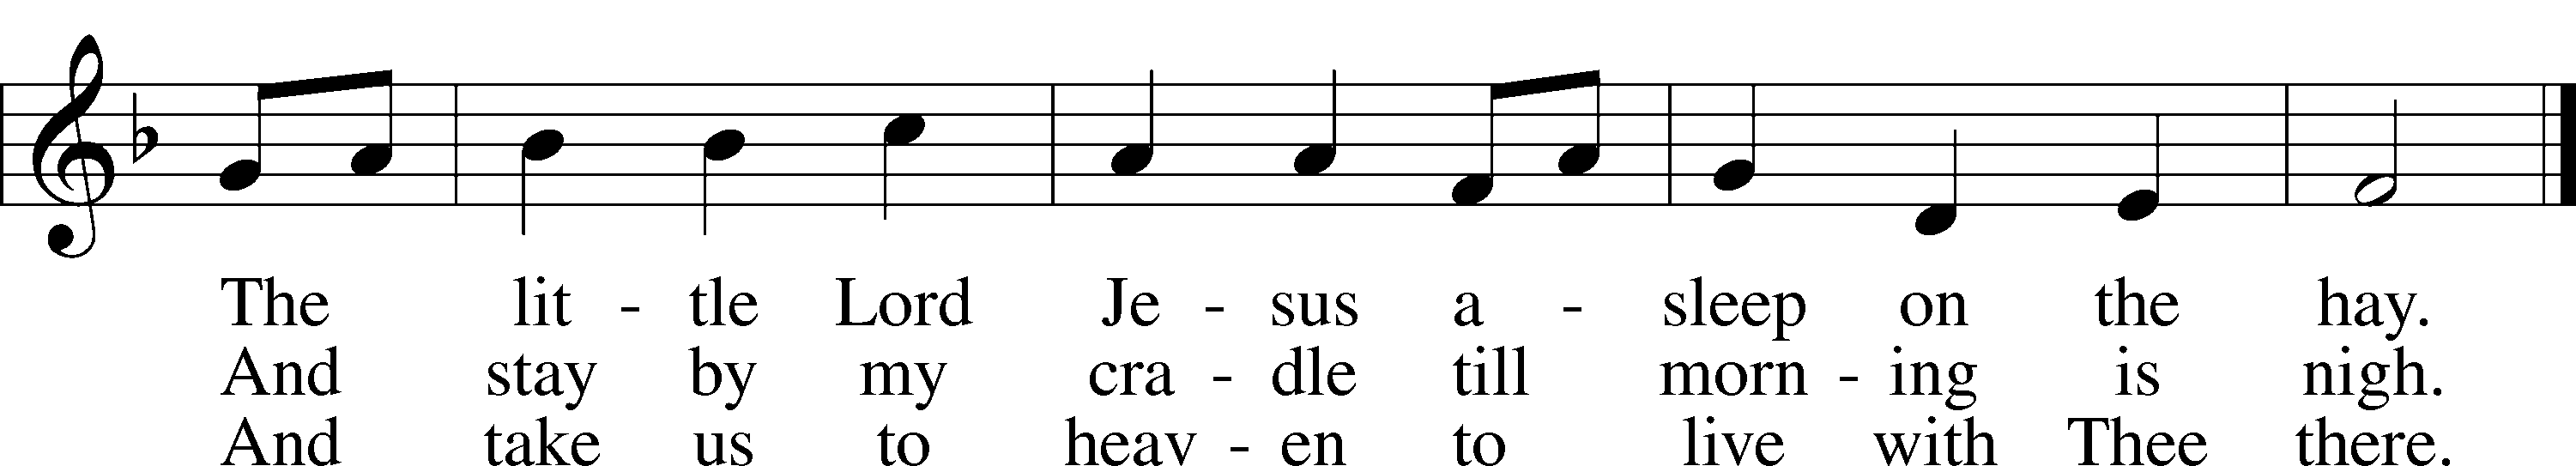 The lit - tle Lord Je - sus a - sleep on the hay.
And stay by my cra - dle till morn - ing is nigh.
And take us to heav - en to live with Thee there.